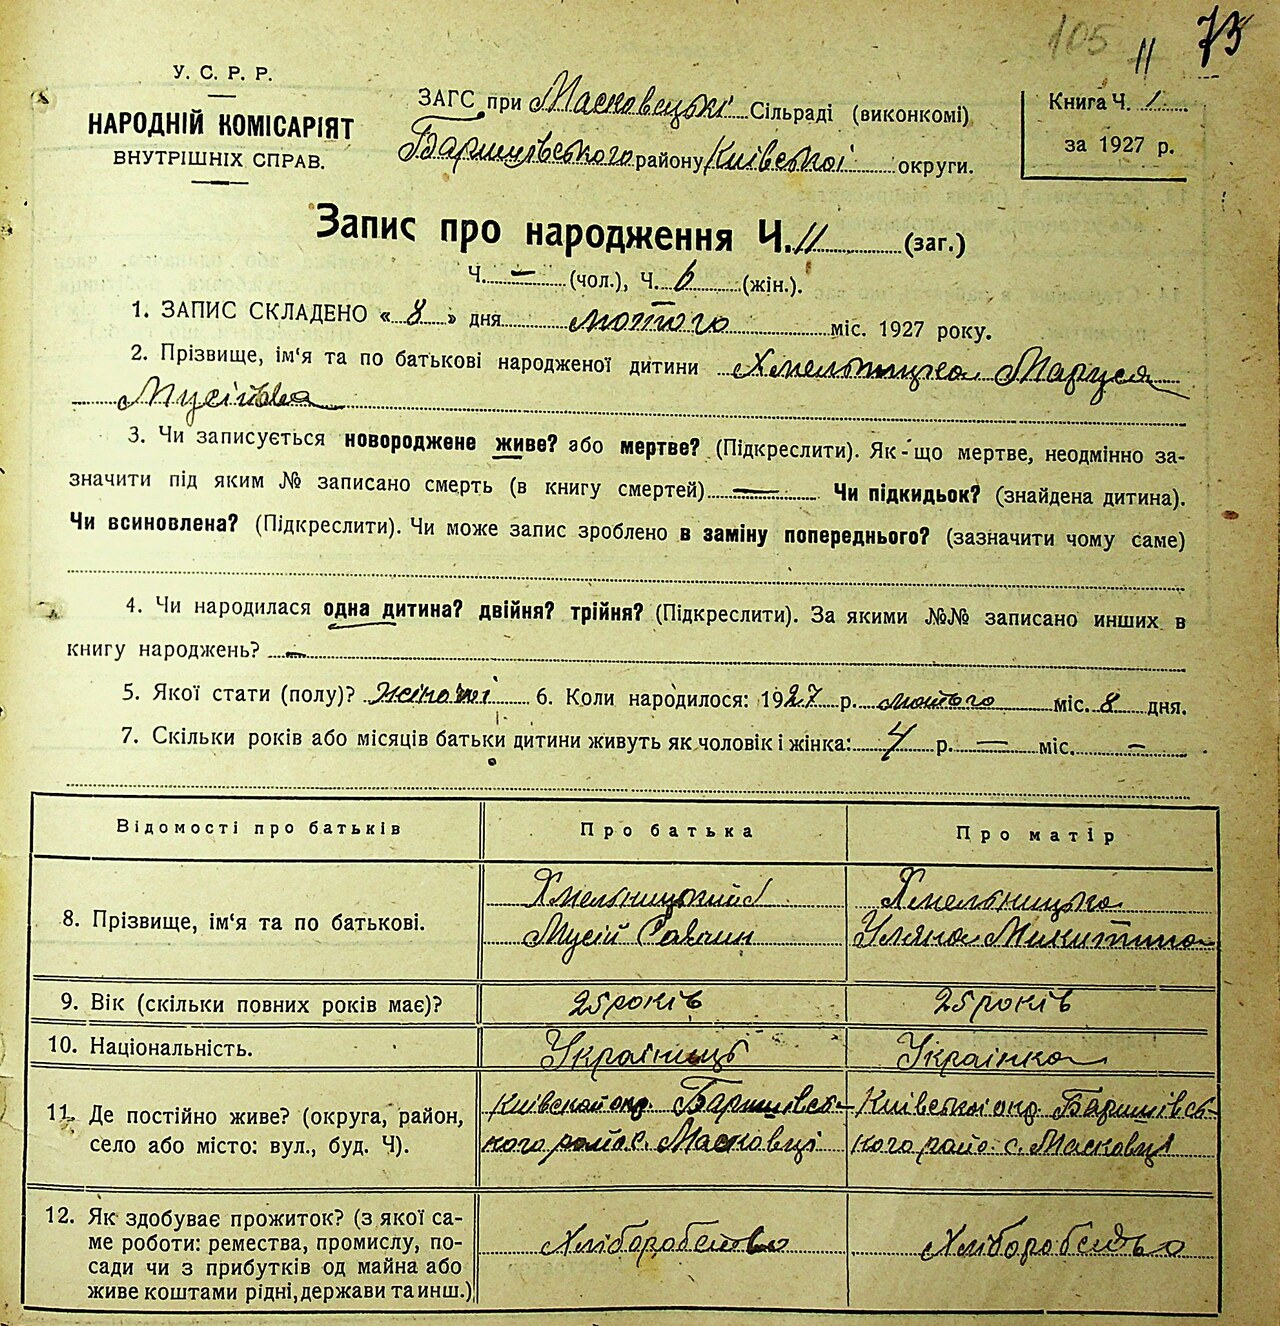 105 11 73
У. С. Р. Р.
НАРОДНІЙ КОМІСАРІЯТ
ВНУТРІШНІХ СПРАВ.
ЗАГС при Масковецькі Сільраді (виконкомі)
Баришівського району Київської округи.
Книга Ч. 1
за 1927 р.
Запис про народження Ч. 11 (заг.)
Ч. — (чол.), Ч. 6 (жін.).
1. ЗАПИС СКЛАДЕНО « 8 » дня лютого міс. 1927 року.
2. Прізвище, ім'я та по батькові народженої дитини Хмельницька Маруся
Мусіївна
3. Чи записується новороджене живе? або мертве? (Підкреслити). Як-що мертве, неодмінно за-
значити під яким № записано смерть (в книгу смертей) — Чи підкидьок? (знайдена дитина).
Чи всиновлена? (Підкреслити). Чи може запис зроблено в заміну попереднього? (зазначити чому саме)
4. Чи народилася одна дитина? двійня? трійня? (Підкреслити). За якими №№ записано инших в
книгу народжень? —
5. Якої стати (полу)? жіночої 6. Коли народилося: 1927 р. лютого міс. 8 дня.
7. Скільки років або місяців батьки дитини живуть як чоловік і жінка: 4 р. — міс. —
Відомості про батьків Про батька Про матір
8. Прізвище, ім'я та по батькові. Хмельницкий Хмельницька
Мусій Уляна Микитина
9. Вік (скільки повних років має)? 25 років 25 років
10. Національність. Українць Українка
11. Де постійно живе? (округа, район, Київской окр. Баришівсь- Київської окр. Баришівсь-
село або місто: вул., буд. Ч). кого райо с. Масковці кого райо. с. Масковці
12. Як здобуває прожиток? (з якої са-
ме роботи: ремества, промислу, по- Хліборобство Хліборобство
сади чи з прибутків од майна або
живе коштами рідні, держави та инш.)